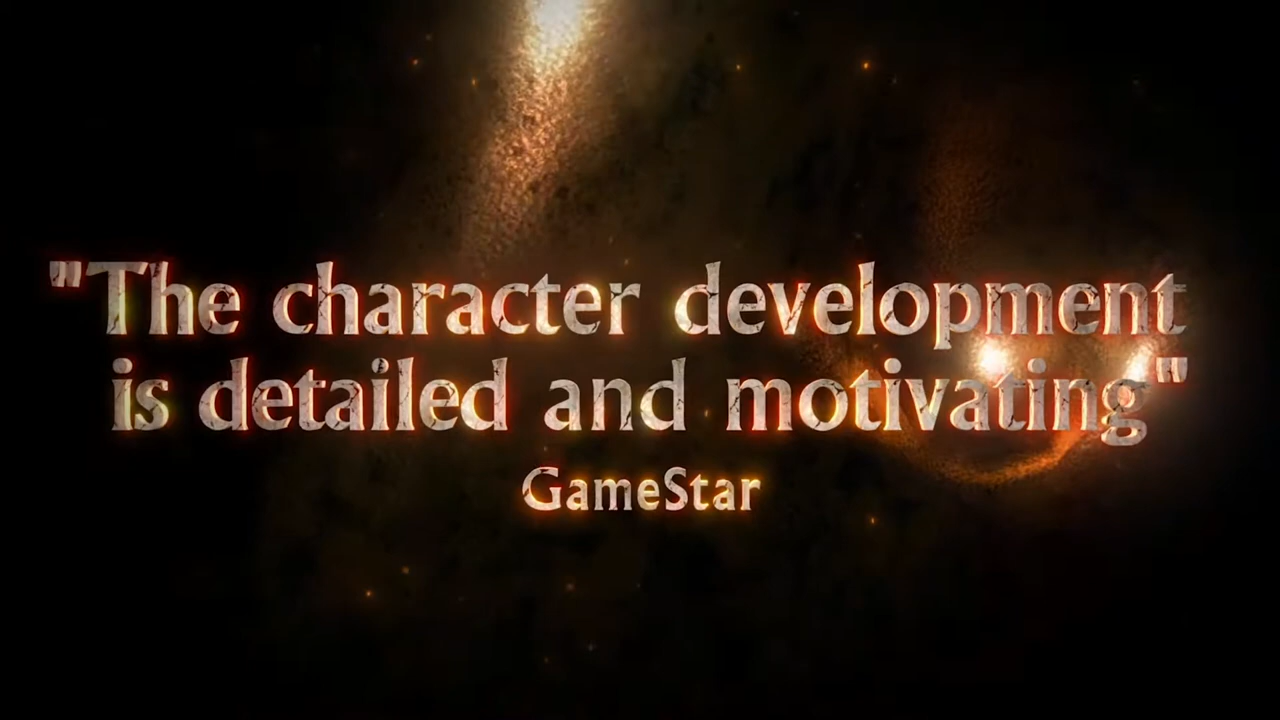 "The character development
is detailed and motivating"
GameStar